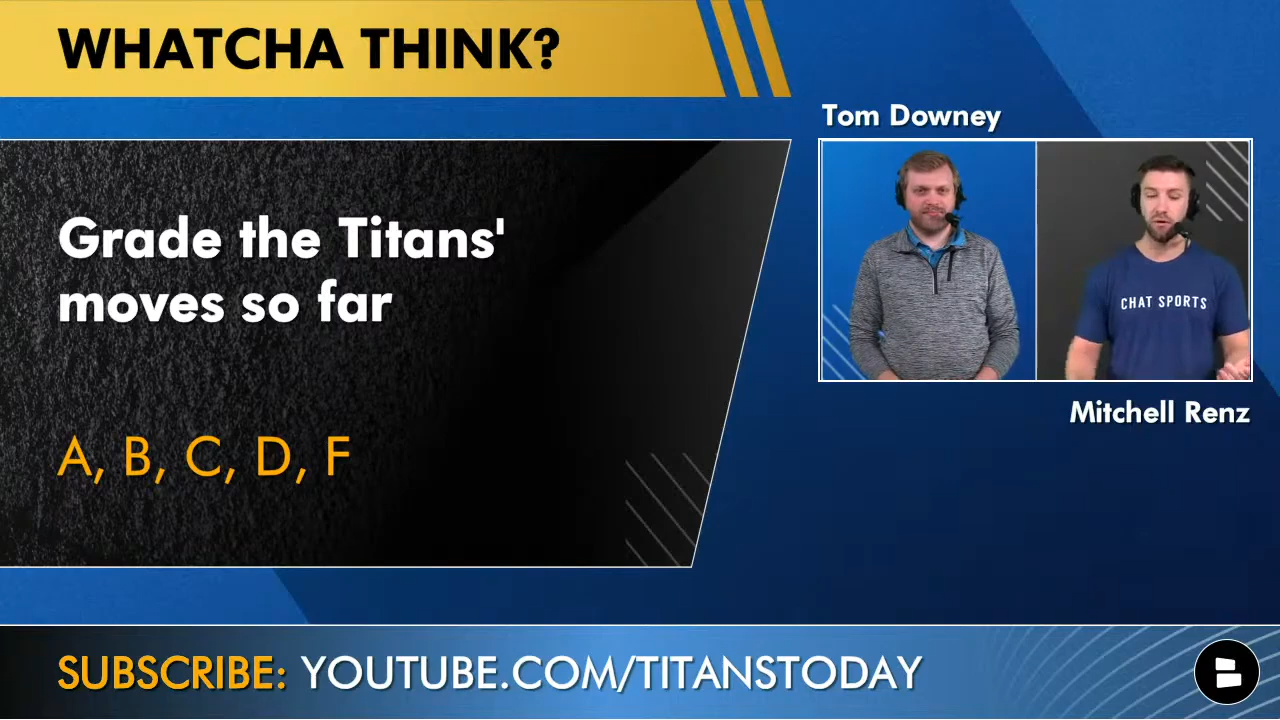 WHATCHA THINK?
Tom Downey
Grade the Titans'
moves so far
CHAT SPORTS
Mitchell Renz
A, B, C, D, F
SUBSCRIBE: YOUTUBE.COM/TITANSTODAY